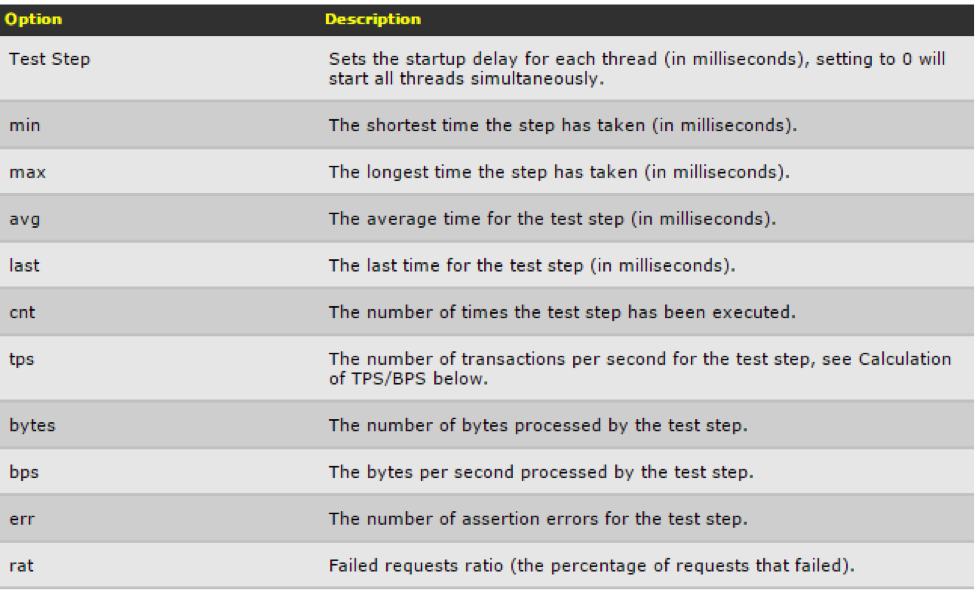 Option Description
Test Step Sets the startup delay for each thread (in milliseconds), setting to 0 will
start all threads simultaneously.
min The shortest time the step has taken (in milliseconds).
max The longest time the step has taken (in milliseconds).
avg The average time for the test step (in milliseconds).
last The last time for the test step (in milliseconds).
cnt The number of times the test step has been executed.
tps The number of transactions per second for the test step, see Calculation
of TPS/BPS below.
bytes The number of bytes processed by the test step.
bps The bytes per second processed by the test step.
err The number of assertion errors for the test step.
rat Failed requests ratio (the percentage of requests that failed).